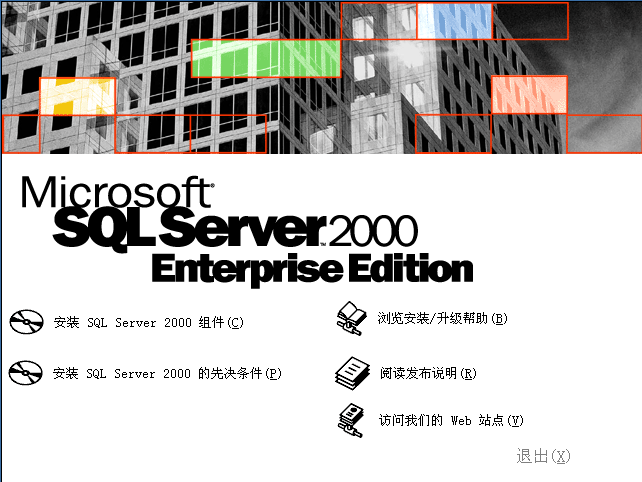 Microsoft®
SQL Server™ 2000
Enterprise Edition
安装 SQL Server 2000 组件(C)
浏览安装/升级帮助(B)
安装 SQL Server 2000 的先决条件(P)
阅读发布说明(R)
访问我们的 Web 站点(V)
退出(X)